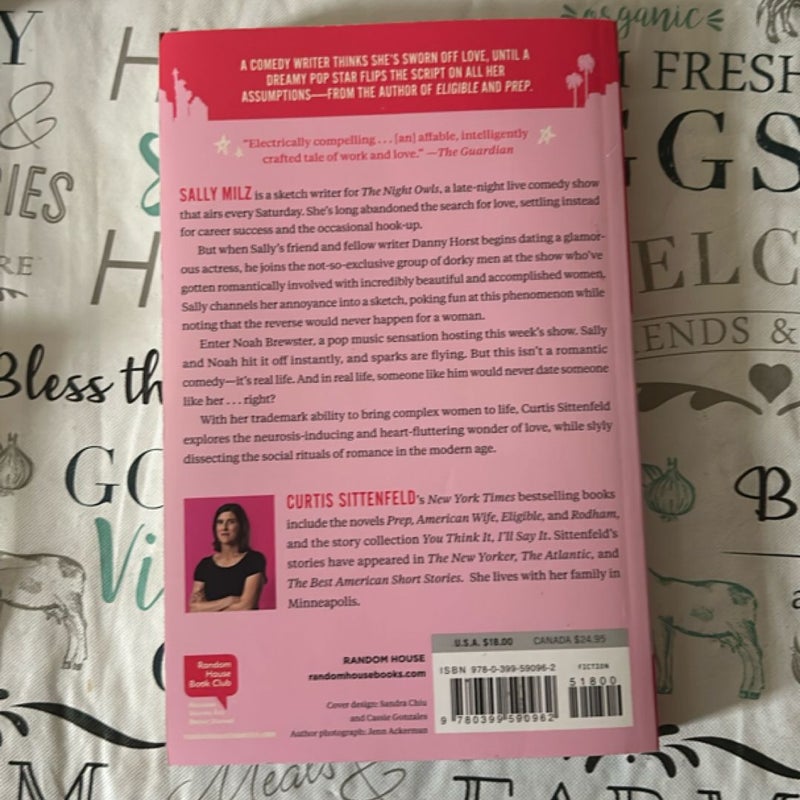 A COMEDY WRITER THINKS SHE'S SWORN OFF LOVE, UNTIL A
DREAMY POP STAR FLIPS THE SCRIPT ON ALL HER
ASSUMPTIONS—FROM THE AUTHOR OF ELIGIBLE AND PREP.
"Electrically compelling . . . [an] affable, intelligently
crafted tale of work and love." —The Guardian
SALLY MILZ is a sketch writer for The Night Owls, a late-night live comedy show
that airs every Saturday. She's long abandoned the search for love, settling instead
for career success and the occasional hook-up.
But when Sally's friend and fellow writer Danny Horst begins dating a glamor-
ous actress, he joins the not-so-exclusive group of dorky men at the show who've
gotten romantically involved with incredibly beautiful and accomplished women,
Sally channels her annoyance into a sketch, poking fun at this phenomenon while
noting that the reverse would never happen for a woman.
Enter Noah Brewster, a pop music sensation hosting this week's show. Sally
and Noah hit it off instantly, and sparks are flying. But this isn't a romantic
comedy—it's real life. And in real life, someone like him would never date someone
like her . . . right?
With her trademark ability to bring complex women to life, Curtis Sittenfeld
explores the neurosis-inducing and heart-fluttering wonder of love, while slyly
dissecting the social rituals of romance in the modern age.
CURTIS SITTENFELD's New York Times bestselling books
include the novels Prep, American Wife, Eligible, and Rodham,
and the story collection You Think It, I'll Say It. Sittenfeld's
stories have appeared in The New Yorker, The Atlantic, and
The Best American Short Stories. She lives with her family in
Minneapolis.
Random
House
Book Club
RANDOM HOUSE
randomhousebooks.com
Cover design: Sandra Chiu
and Cassie Gonzales
Author photograph: Jenn Ackerman
U.S.A. $18.00 CANADA $24.95
ISBN 978-0-399-59096-2
FICTION
51800
9 780399 590962
organic
FRESH
GGS
ELC
ENDS &
B
Y
H
&
IES
RE
H
Bless th
GO
Vi
Meats &
M
FARM